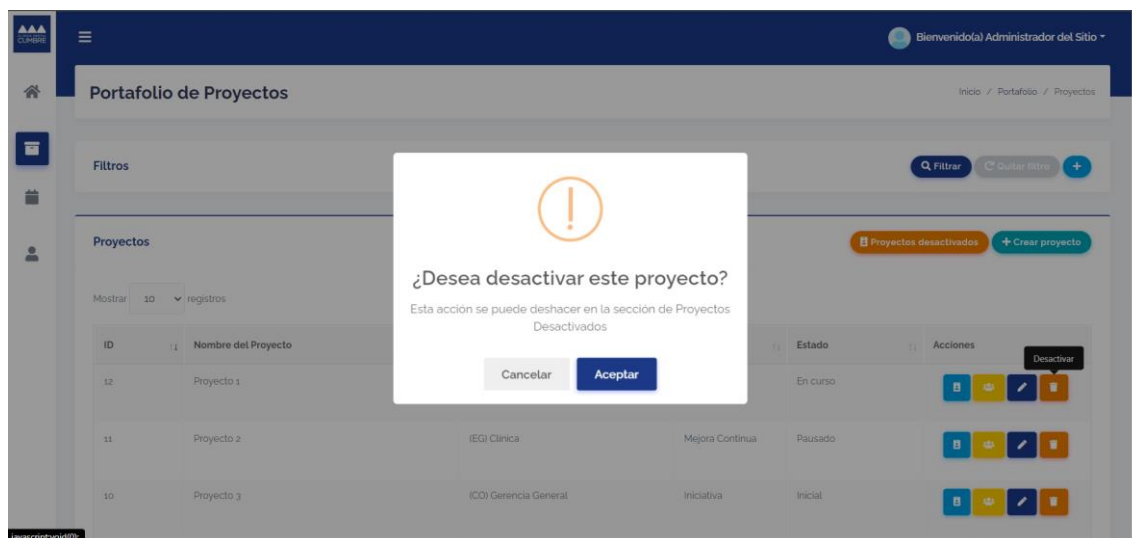 CUMBRE
Bienvenido(a) Administrador del Sitio
Portafolio de Proyectos
Inicio / Portafolio / Proyectos
Filtros
Filtrar
Quitar filtro
+
¿Desea desactivar este proyecto?
Esta acción se puede deshacer en la sección de Proyectos
Desactivados
Cancelar
Aceptar
Proyectos
Proyectos desactivados
+ Crear proyecto
Mostrar 10 registros
ID Nombre del Proyecto Estado Acciones
Desactivar
12 Proyecto 1 En curso
11 Proyecto 2 (EG) Clínica Mejora Continua Pausado
10 Proyecto 3 (CO) Gerencia General Iniciativa Inicial
javascript:void(0);